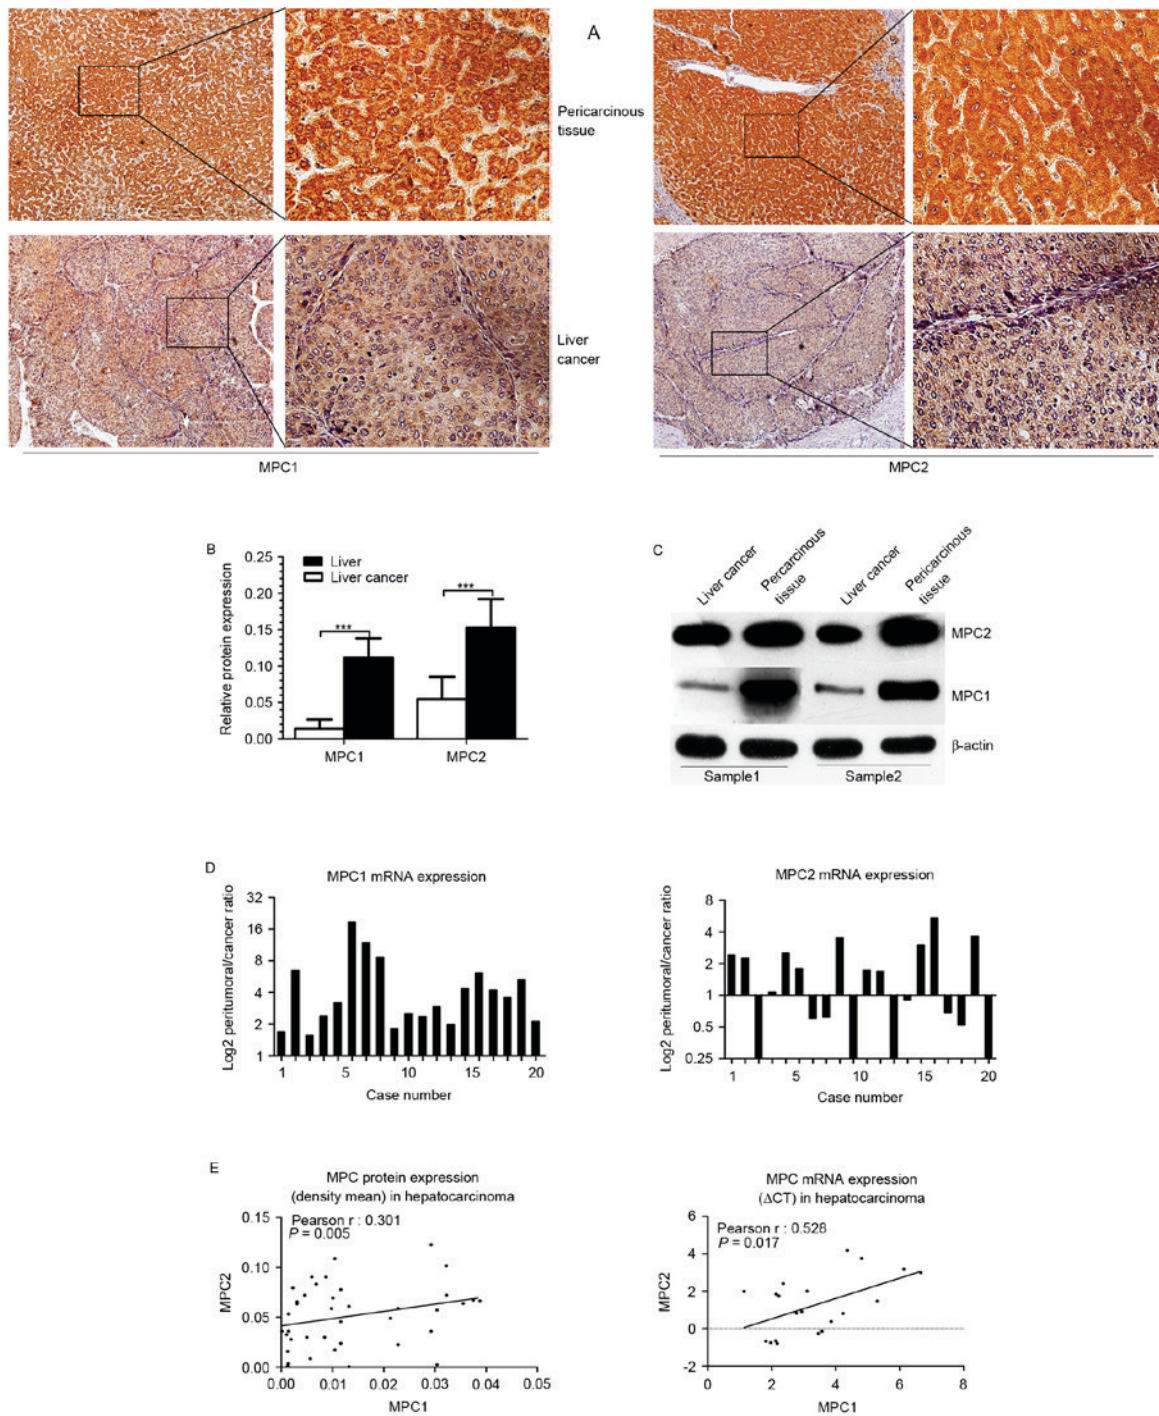 A
Pericarcinous
tissue
Liver
cancer
MPC1
MPC2
B
Relative protein expression
0.25
0.20
0.15
0.10
0.05
0.00
Liver
Liver cancer
***
***
MPC1
MPC2
C
Liver cancer
Percarcinous
tissue
Liver cancer
Pericarcinous
tissue
MPC2
MPC1
β-actin
Sample1
Sample2
D
MPC1 mRNA expression
Log2 peritumoral/cancer ratio
32
16
8
4
2
1
1
5
10
15
20
Case number
MPC2 mRNA expression
Log2 peritumoral/cancer ratio
8
4
2
1
0.5
0.25
1
5
10
15
20
Case number
E
MPC protein expression
(density mean) in hepatocarcinoma
Pearson r : 0.301
P = 0.005
MPC2
0.15
0.10
0.05
0.00
0.00
0.01
0.02
0.03
0.04
0.05
MPC1
MPC mRNA expression
(ΔCT) in hepatocarcinoma
Pearson r : 0.528
P = 0.017
MPC2
6
4
2
0
-2
0
2
4
6
8
MPC1